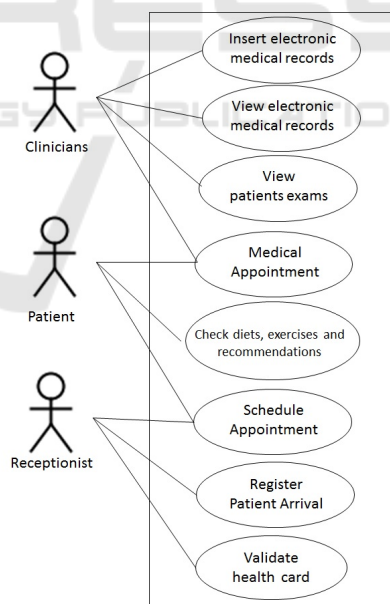 Insert electronic
medical records
View electronic
medical records
Clinicians
View
patients exams
Medical
Appointment
Patient
Check diets, exercises and
recommendations
Schedule
Appointment
Receptionist
Register
Patient Arrival
Validate
health card